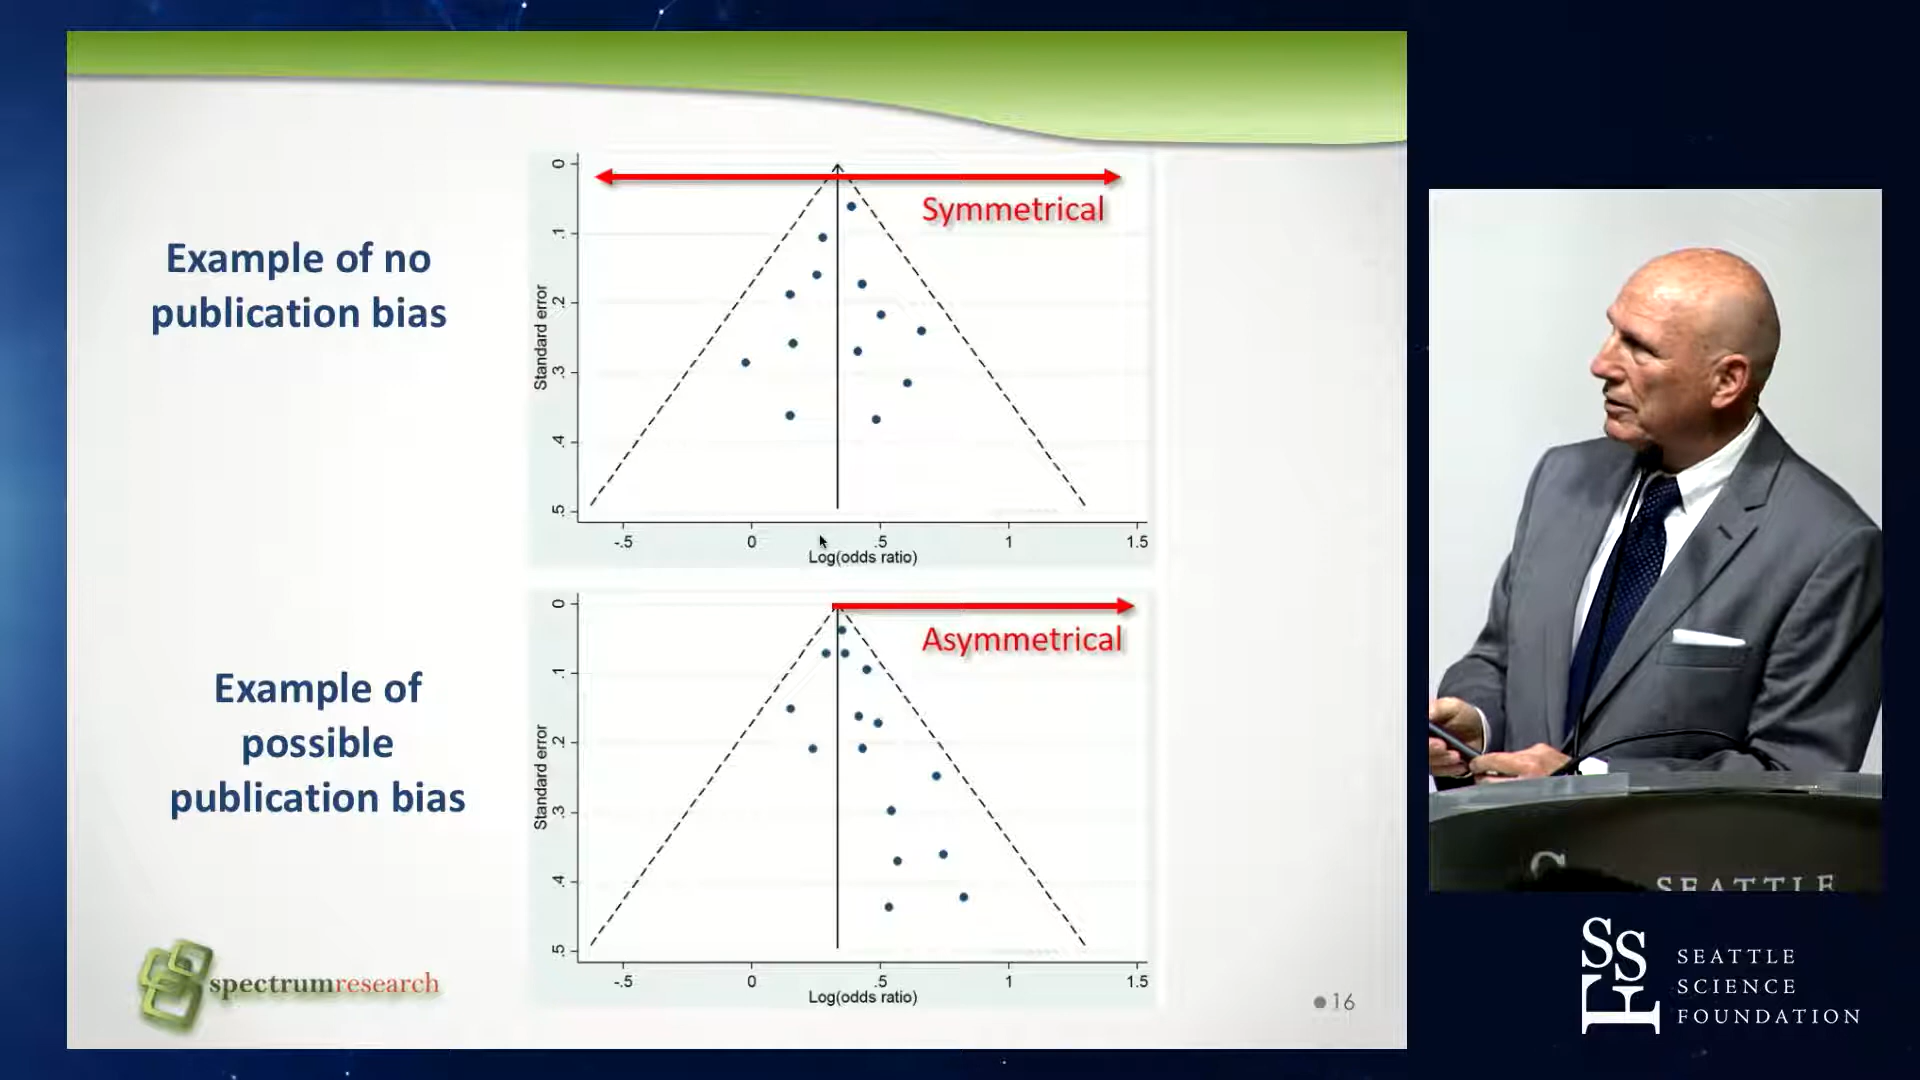 Example of no
publication bias
Symmetrical
0
.1
.2
.3
.4
.5
Standard error
-.5 0 .5 1 1.5
Log(odds ratio)
Example of
possible
publication bias
Asymmetrical
0
.1
.2
.3
.4
.5
Standard error
-.5 0 .5 1 1.5
Log(odds ratio)
spectrumresearch
16
SEATTLE
SSF
SEATTLE
SCIENCE
FOUNDATION